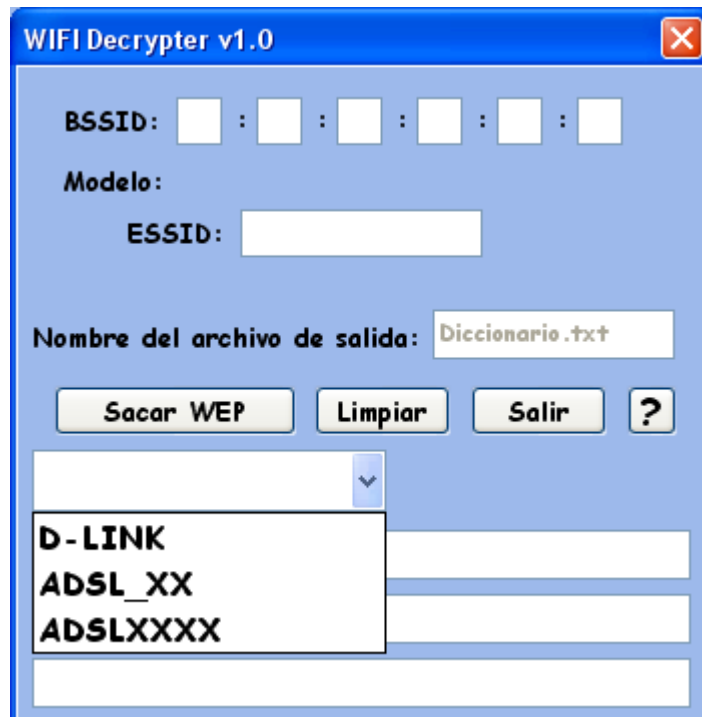 WIFI Decrypter v1.0
BSSID: : : : : :
Modelo:
ESSID:
Nombre del archivo de salida: Diccionario.txt
Sacar WEP Limpiar Salir ?
D-LINK
ADSL_XX
ADSLXXXX